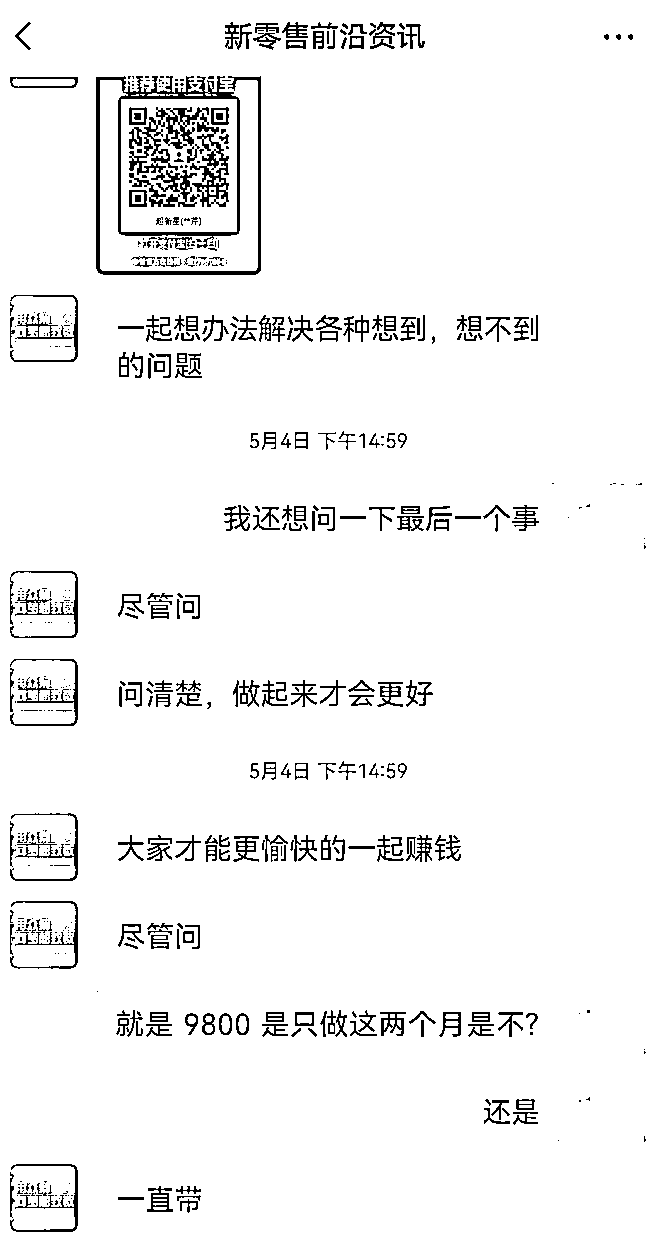 新零售前沿资讯
推荐使用支付宝
一起想办法解决各种想到，想不到
的问题
5月4日 下午14:59
我还想问一下最后一个事
尽管问
问清楚，做起来才会更好
5月4日 下午14:59
大家才能更愉快的一起赚钱
尽管问
就是 9800 是只做这两个月是不？
还是
一直带